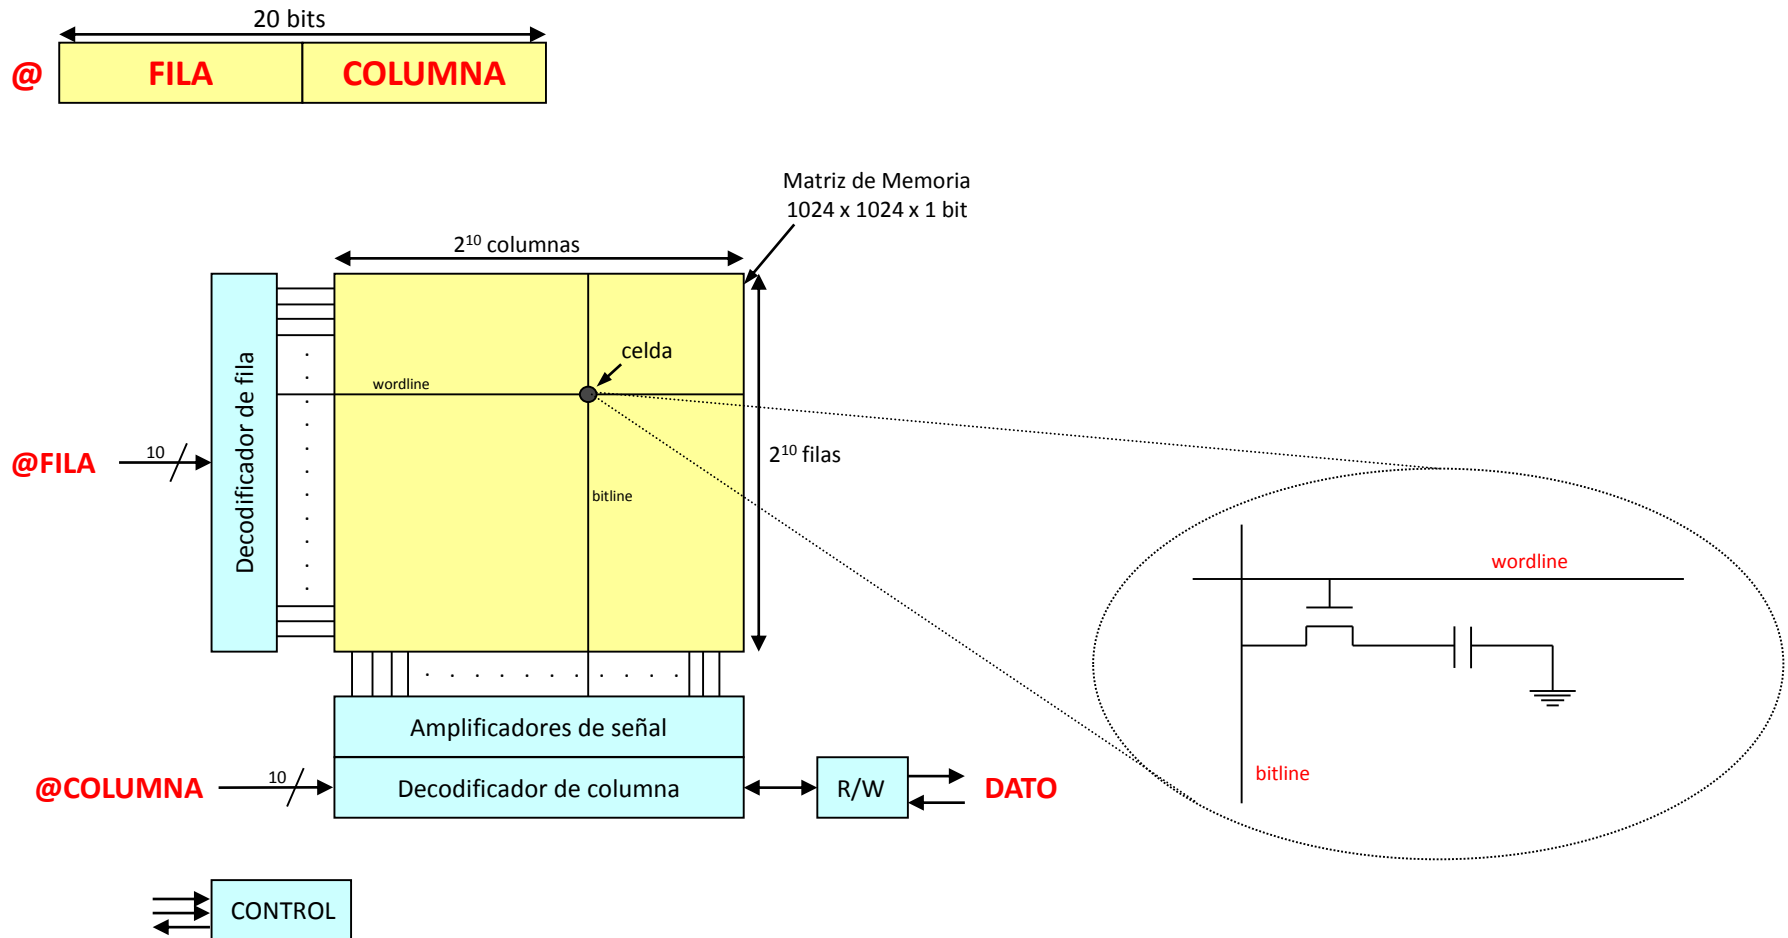 20 bits
@ FILA COLUMNA
Matriz de Memoria
1024 x 1024 x 1 bit
2¹⁰ columnas
Decodificador de fila
celda
wordline
@FILA
10
2¹⁰ filas
bitline
wordline
bitline
Amplificadores de señal
@COLUMNA
10
Decodificador de columna
R/W
DATO
CONTROL